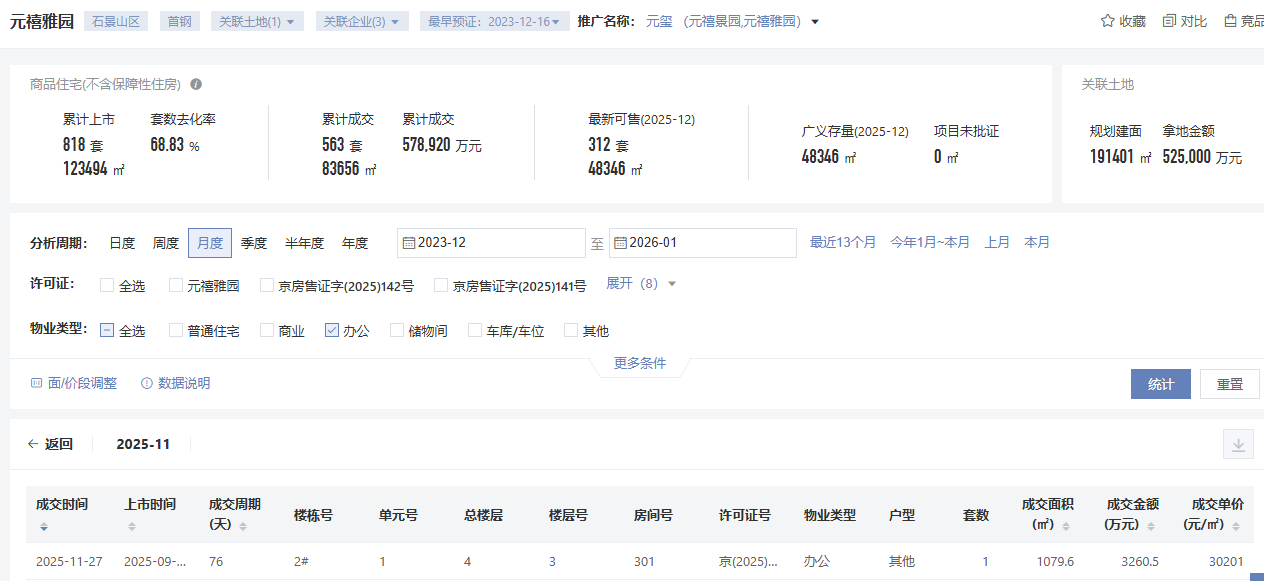 元禧雅园 石景山区 首钢 关联土地(1) 关联企业(3) 最早预证：2023-12-16 推广名称： 元玺 （元禧景园,元禧雅园） 收藏 对比 竞品
商品住宅(不含保障性住房)
关联土地
累计上市 套数去化率 累计成交 累计成交 最新可售(2025-12) 广义存量(2025-12) 项目未批证 规划建面 拿地金额
818 套 68.83 % 563 套 578,920 万元 312 套 48346 ㎡ 0 ㎡ 191401 ㎡ 525,000 万元
123494 ㎡ 83656 ㎡ 48346 ㎡
分析周期： 日度 周度 月度 季度 半年度 年度 2023-12 至 2026-01 最近13个月 今年1月~本月 上月 本月
许可证： 全选 元禧雅园 京房售证字(2025)142号 京房售证字(2025)141号 展开（8）
物业类型： 全选 普通住宅 商业 办公 储物间 车库/车位 其他
更多条件
面/价段调整 数据说明 统计 重置
返回 2025-11
成交时间 上市时间 成交周期(天) 楼栋号 单元号 总楼层 楼层号 房间号 许可证号 物业类型 户型 套数 成交面积(㎡) 成交金额(万元) 成交单价(元/㎡)
2025-11-27 2025-09-... 76 2# 1 4 3 301 京(2025)... 办公 其他 1 1079.6 3260.5 30201